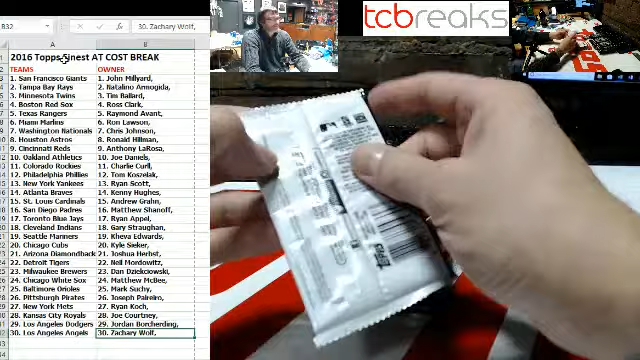 B32
30. Zachary Wolf,
A B
2016 Topps Finest AT COST BREAK
TEAMS OWNER
1. San Francisco Giants 1. John Millyard,
2. Tampa Bay Rays 2. Natalino Armogida,
3. Minnesota Twins 3. Tim Ballard,
4. Boston Red Sox 4. Ross Clark,
5. Texas Rangers 5. Raymond Avant,
6. Miami Marlins 6. Ron Lawson,
7. Washington Nationals 7. Chris Johnson,
8. Houston Astros 8. Ronald Hillman,
9. Cincinnati Reds 9. Anthony LaRosa,
10. Oakland Athletics 10. Joe Daniels,
11. Colorado Rockies 11. Charlie Curll,
12. Philadelphia Phillies 12. Tom Koszelak,
13. New York Yankees 13. Ryan Scott,
14. Atlanta Braves 14. Kenny Hughes,
15. St. Louis Cardinals 15. Andrew Grahn,
16. San Diego Padres 16. Matthew Shanoff,
17. Toronto Blue Jays 17. Ryan Appel,
18. Cleveland Indians 18. Gary Straughan,
19. Seattle Mariners 19. Kheva Edwards,
20. Chicago Cubs 20. Kyle Sieker,
21. Arizona Diamondback 21. Joshua Herbst,
22. Detroit Tigers 22. Neil Mordowitz,
23. Milwaukee Brewers 23. Dan Dziekciowski,
24. Chicago White Sox 24. Matthew McBee,
25. Baltimore Orioles 25. Mark Suchy,
26. Pittsburgh Pirates 26. Joseph Palreiro,
27. New York Mets 27. Ryan Koch,
28. Kansas City Royals 28. Joe Courtney,
29. Los Angeles Dodgers 29. Jordan Borcherding,
30. Los Angeles Angels 30. Zachary Wolf,
tcbreaks